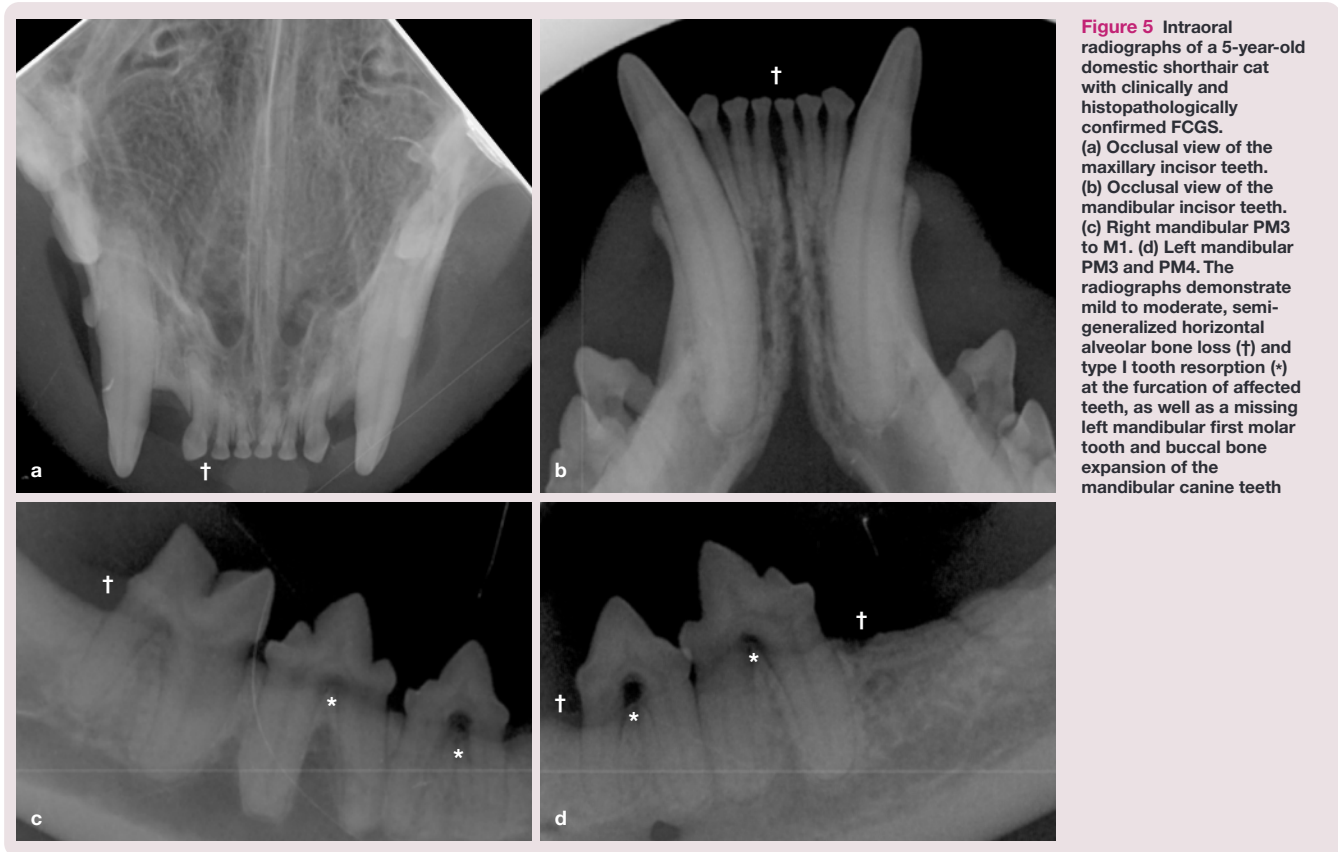 †
a
†
b
†
*
*
c
†
*
*
†
d
Figure 5 Intraoral
radiographs of a 5-year-old
domestic shorthair cat
with clinically and
histopathologically
confirmed FCGS.
(a) Occlusal view of the
maxillary incisor teeth.
(b) Occlusal view of the
mandibular incisor teeth.
(c) Right mandibular PM3
to M1. (d) Left mandibular
PM3 and PM4. The
radiographs demonstrate
mild to moderate, semi-
generalized horizontal
alveolar bone loss (†) and
type I tooth resorption (*)
at the furcation of affected
teeth, as well as a missing
left mandibular first molar
tooth and buccal bone
expansion of the
mandibular canine teeth